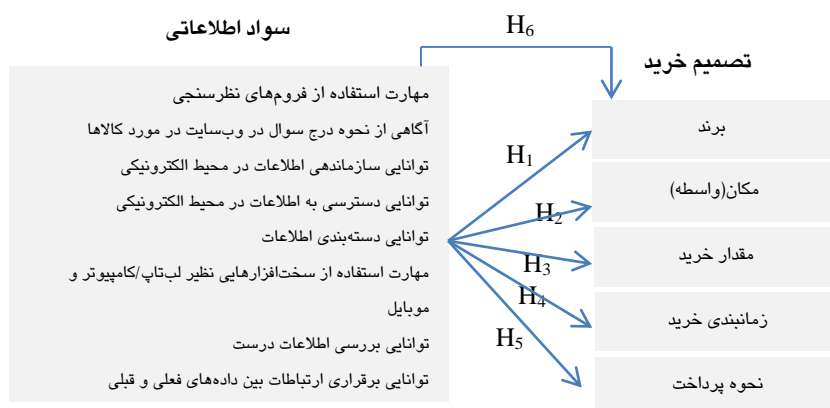 سواد اطلاعاتی
مهارت استفاده از فروم‌های نظرسنجی
آگاهی از نحوه درج سوال در وب‌سایت در مورد کالاها
توانایی سازماندهی اطلاعات در محیط الکترونیکی
توانایی دسترسی به اطلاعات در محیط الکترونیکی
توانایی دسته‌بندی اطلاعات
مهارت استفاده از سخت‌افزارهایی نظیر لب‌تاپ/کامپیوتر و
موبایل
توانایی بررسی اطلاعات درست
توانایی برقراری ارتباطات بین داده‌های فعلی و قبلی
H6
H1
H2
H3
H4
H5
تصمیم خرید
برند
مکان(واسطه)
مقدار خرید
زمانبندی خرید
نحوه پرداخت